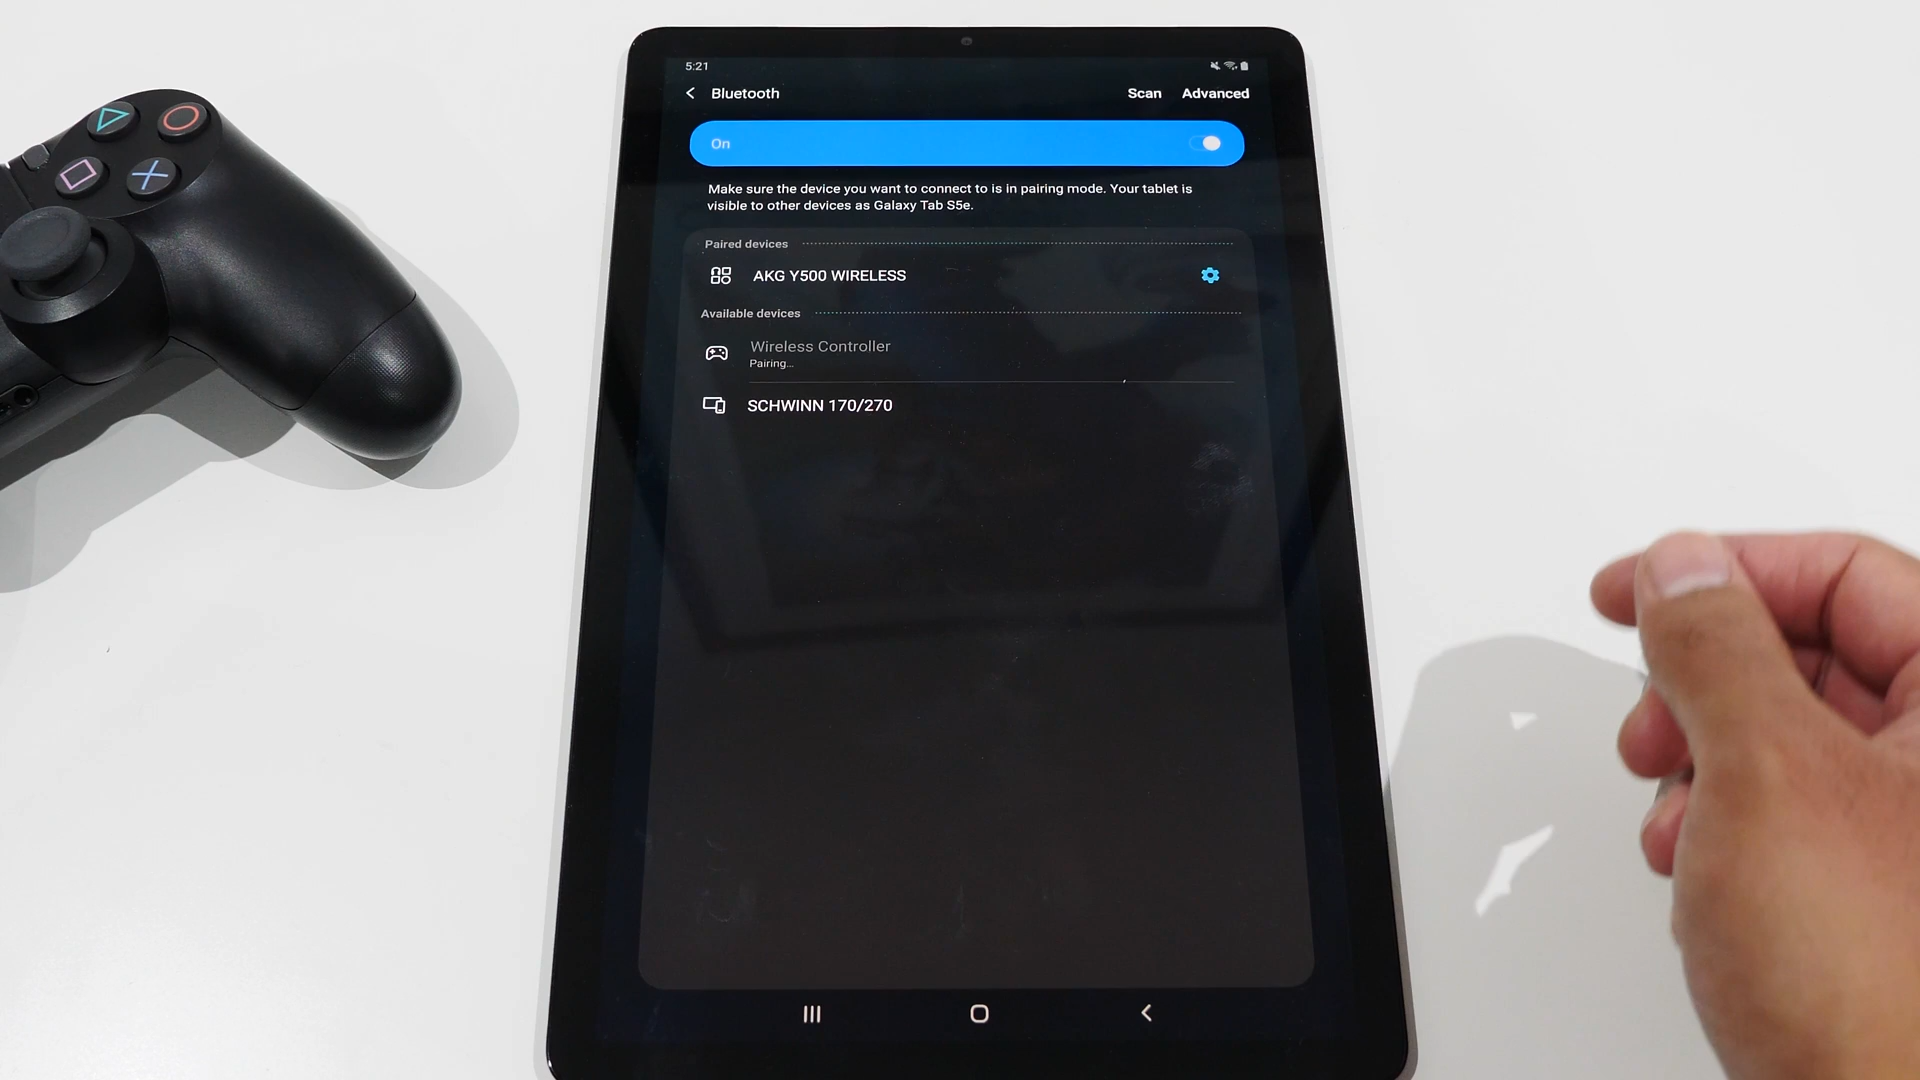 5:21
Bluetooth Scan Advanced
On
Make sure the device you want to connect to is in pairing mode. Your tablet is
visible to other devices as Galaxy Tab S5e.
Paired devices
AKG Y500 WIRELESS
Available devices
Wireless Controller
Pairing...
SCHWINN 170/270